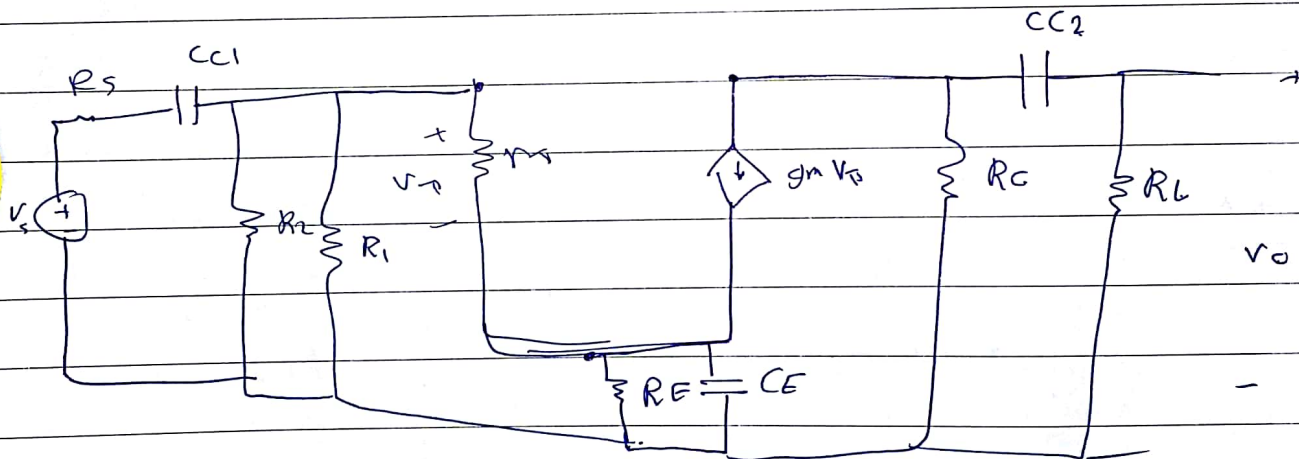 CC2
CC1
RS
+
Vπ
rπ
gm Vπ
RC
RL
Vs
+
R2
R1
-
Vo
RE
CE
-